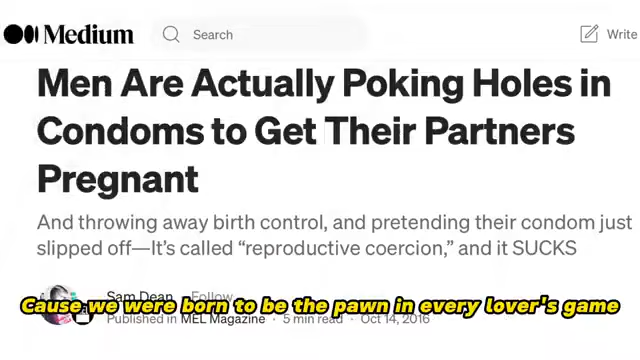 Medium
Search
Write
Men Are Actually Poking Holes in
Condoms to Get Their Partners
Pregnant
And throwing away birth control, and pretending their condom just
slipped off—It's called "reproductive coercion," and it SUCKS
Sam Dean · Follow
Cause we were born to be the pawn in every lover's game
Published in MEL Magazine · 5 min read · Oct 14, 2016